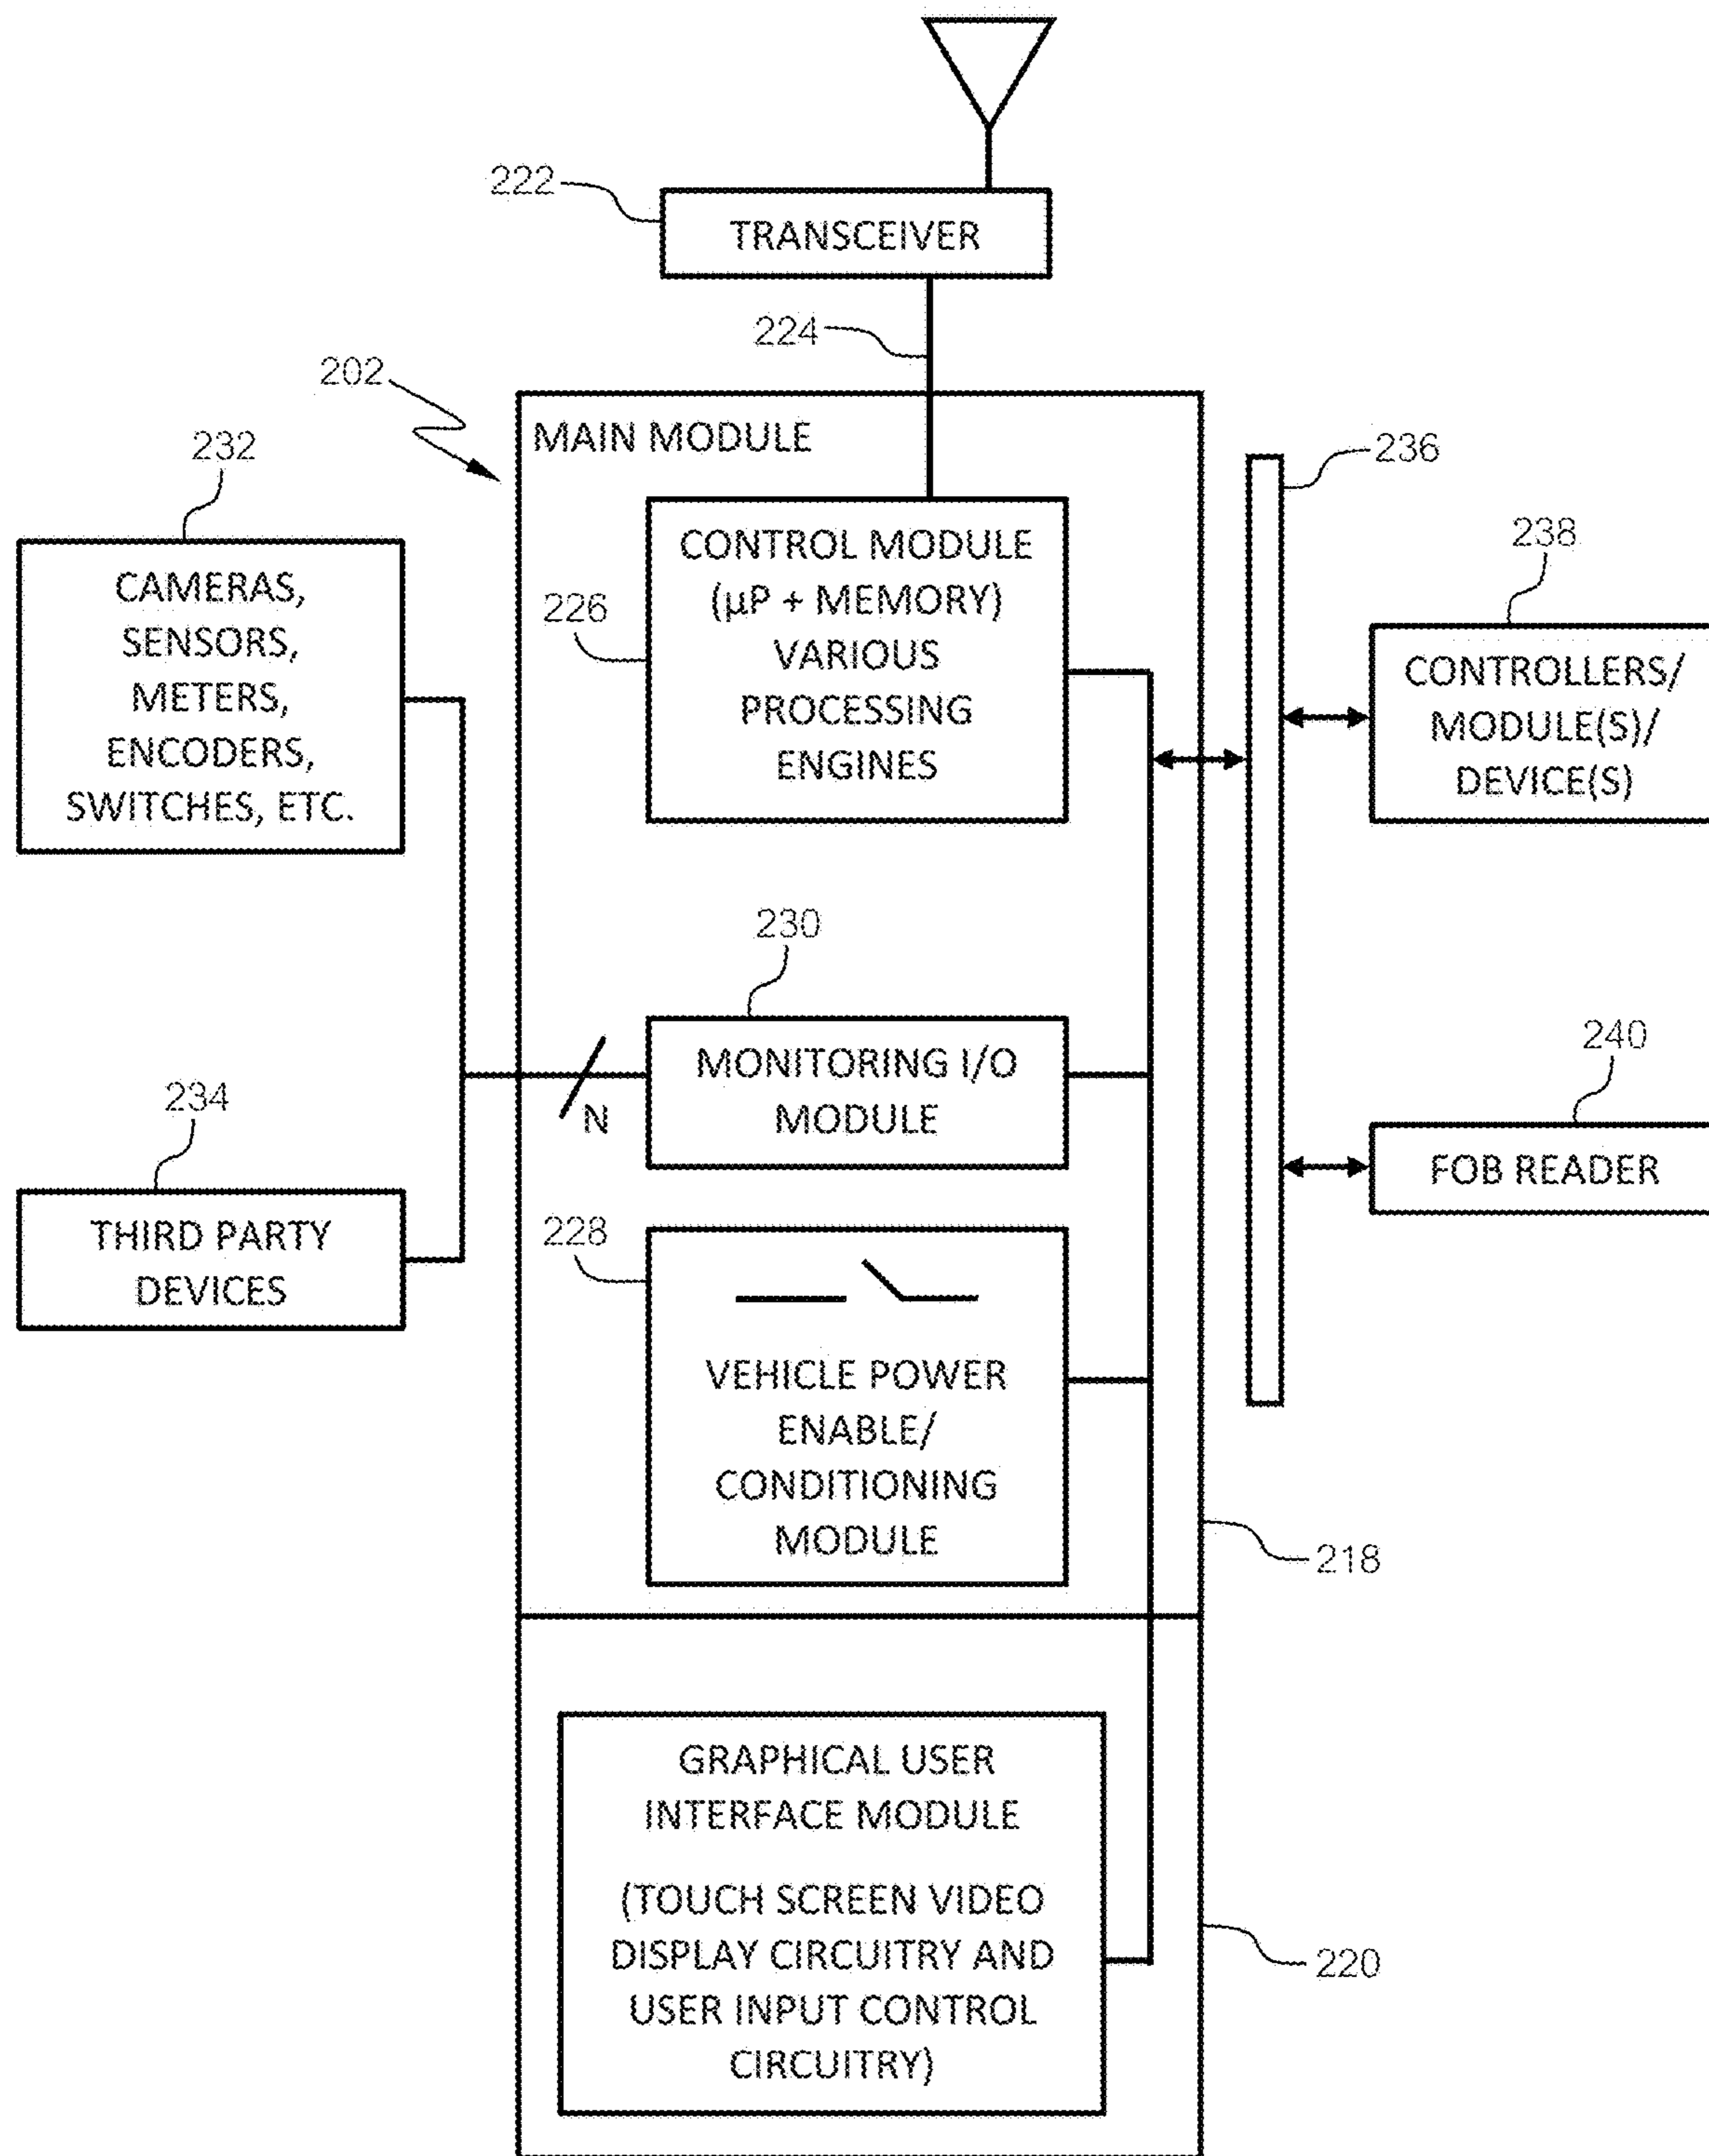 222
TRANSCEIVER
224
202
MAIN MODULE
236
232
CAMERAS,
SENSORS,
METERS,
ENCODERS,
SWITCHES, ETC.
226
CONTROL MODULE
(µP + MEMORY)
VARIOUS
PROCESSING
ENGINES
238
CONTROLLERS/
MODULE(S)/
DEVICE(S)
230
MONITORING I/O
MODULE
N
234
THIRD PARTY
DEVICES
240
FOB READER
228
VEHICLE POWER
ENABLE/
CONDITIONING
MODULE
218
GRAPHICAL USER
INTERFACE MODULE
(TOUCH SCREEN VIDEO
DISPLAY CIRCUITRY AND
USER INPUT CONTROL
CIRCUITRY)
220